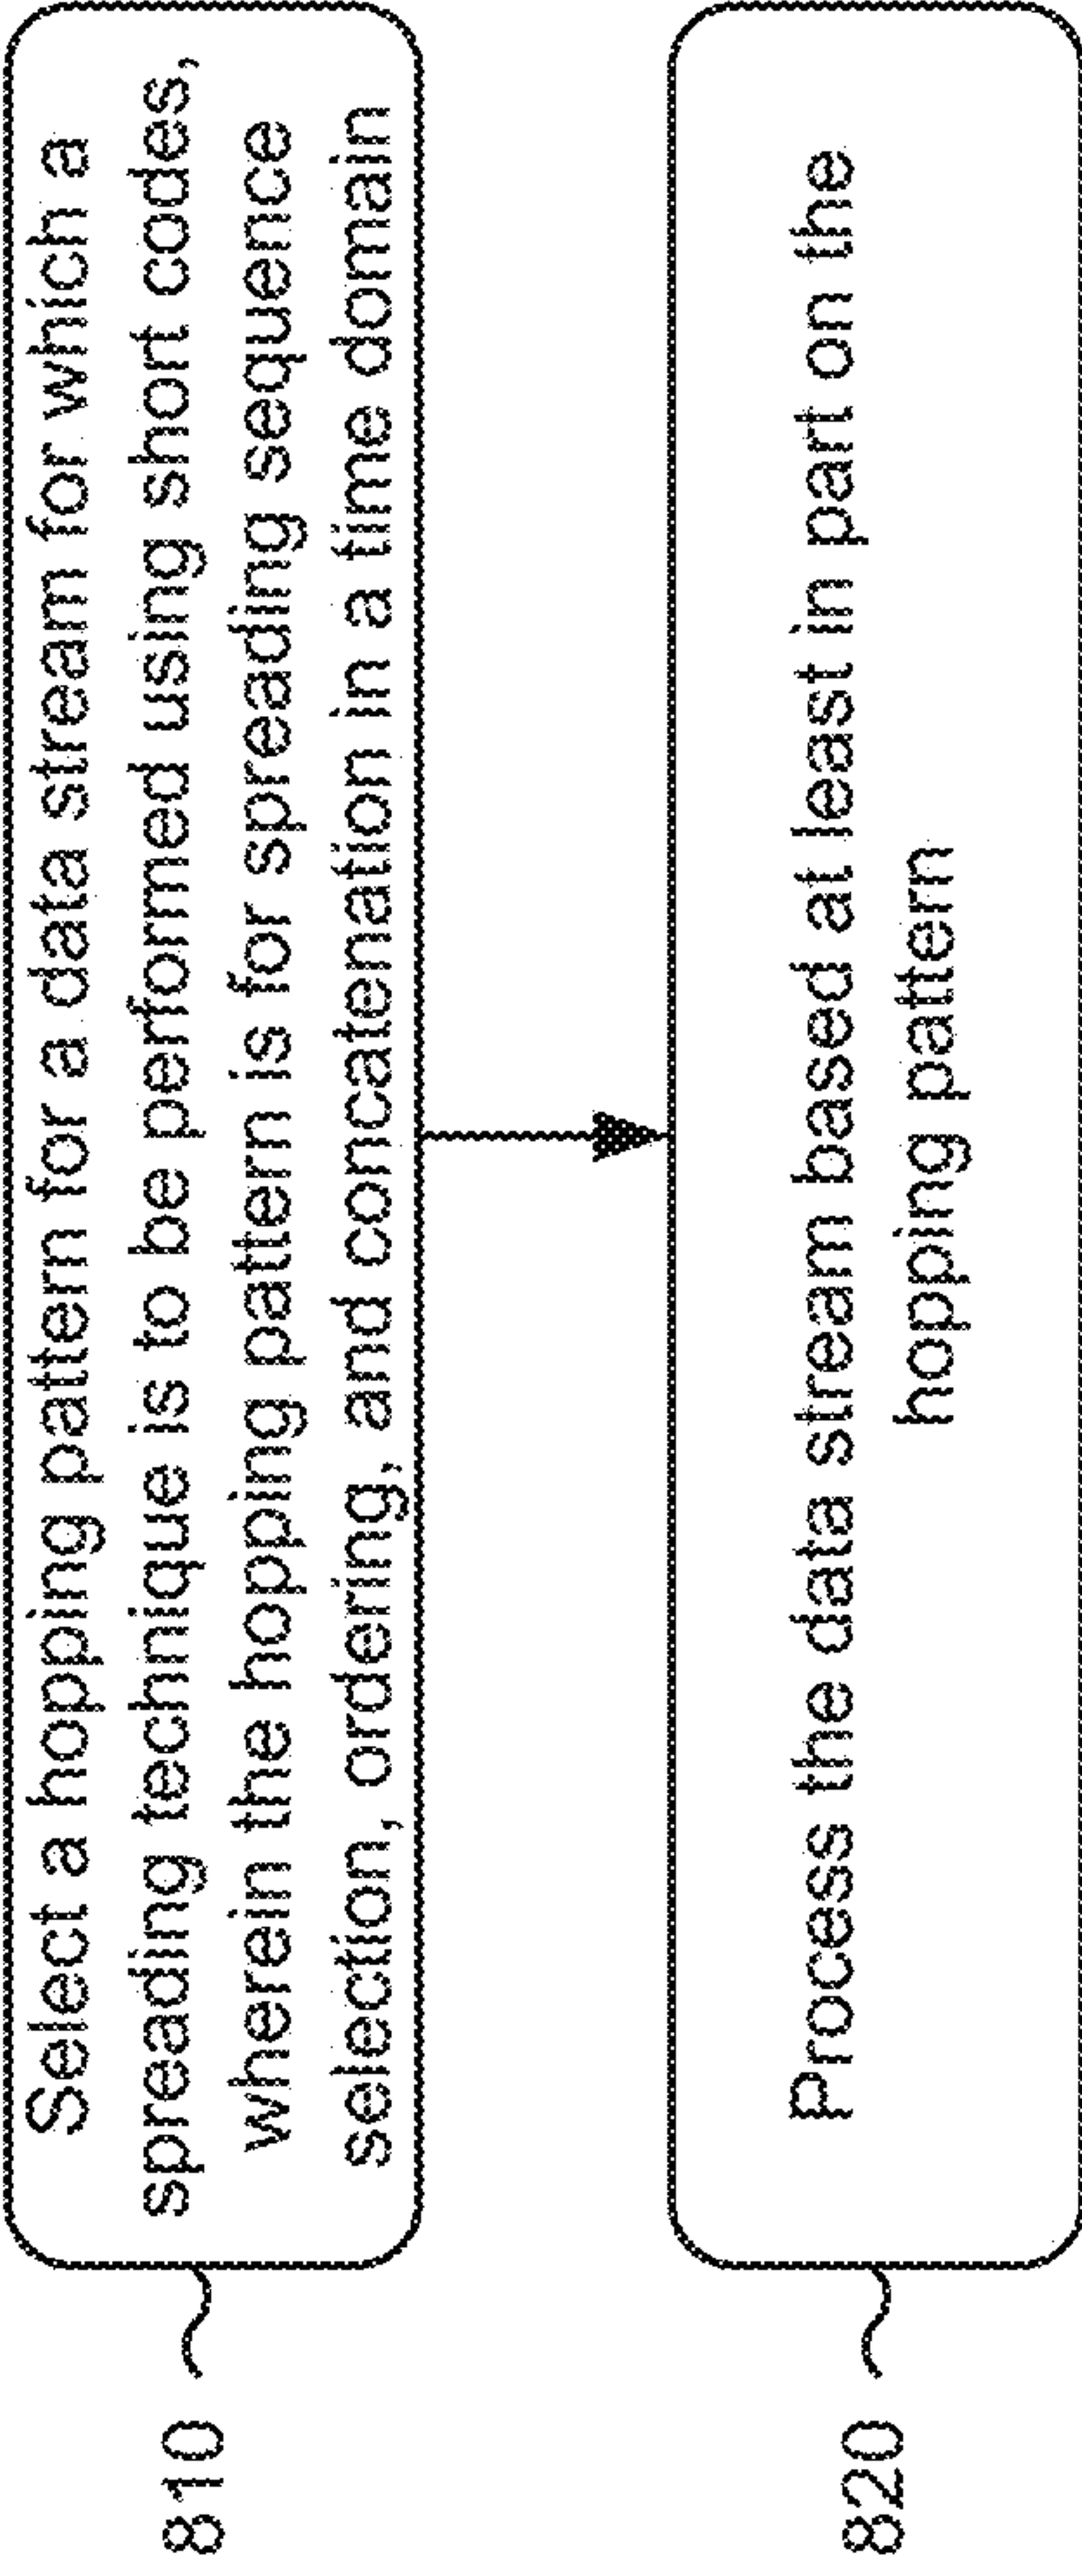 810
Select a hopping pattern for a data stream for which a
spreading technique is to be performed using short codes,
wherein the hopping pattern is for spreading sequence
selection, ordering, and concatenation in a time domain
820
Process the data stream based at least in part on the
hopping pattern